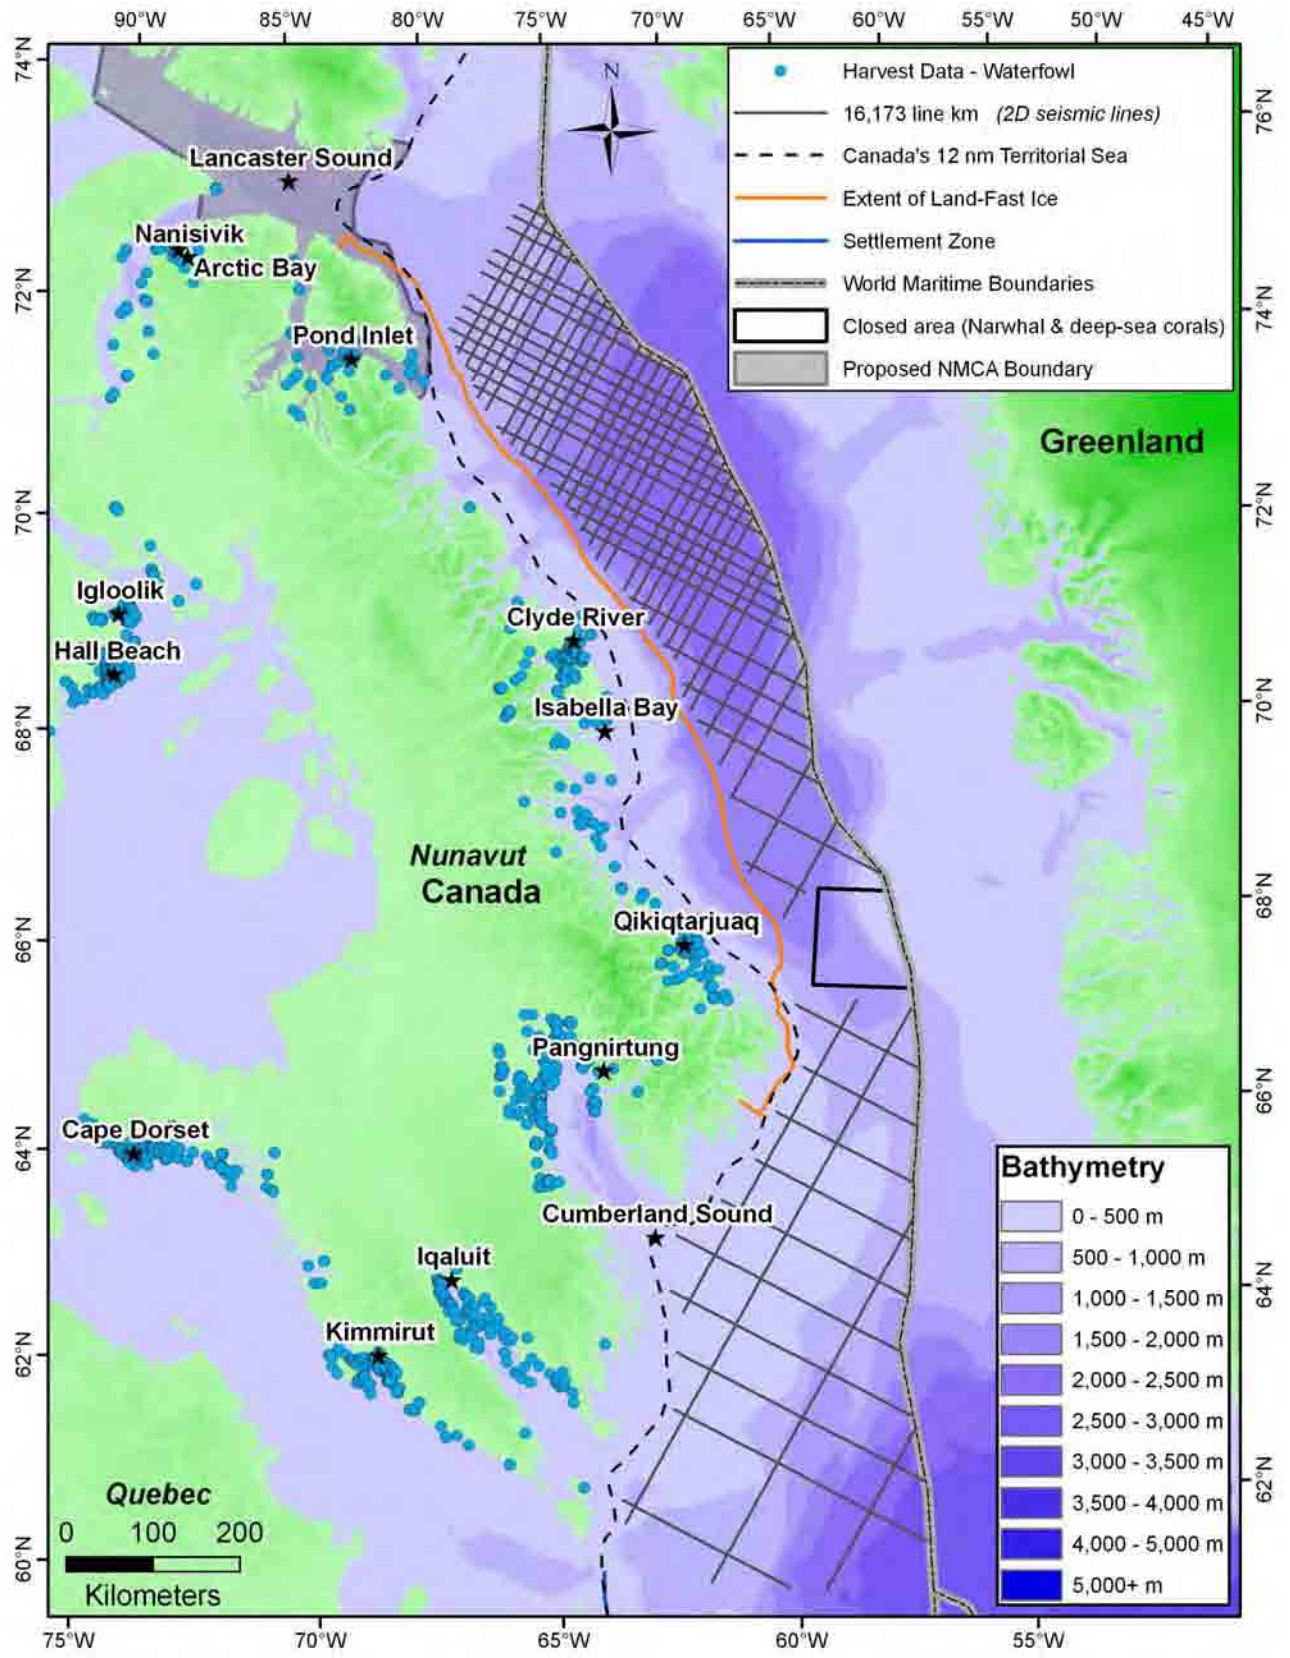 90°W 85°W 80°W 75°W 70°W 65°W 60°W 55°W 50°W 45°W
74°N
72°N
70°N
68°N
66°N
64°N
62°N
60°N
N
Harvest Data - Waterfowl
16,173 line km (2D seismic lines)
Canada's 12 nm Territorial Sea
Extent of Land-Fast Ice
Settlement Zone
World Maritime Boundaries
Closed area (Narwhal & deep-sea corals)
Proposed NMCA Boundary
76°N
74°N
72°N
70°N
68°N
66°N
64°N
62°N
Lancaster Sound
Nanisivik
Arctic Bay
Pond Inlet
Greenland
Igloolik
Clyde River
Hall Beach
Isabella Bay
Nunavut
Canada
Qikiqtarjuaq
Pangnirtung
Cape Dorset
Cumberland Sound
Iqaluit
Kimmirut
Bathymetry
0 - 500 m
500 - 1,000 m
1,000 - 1,500 m
1,500 - 2,000 m
2,000 - 2,500 m
2,500 - 3,000 m
3,000 - 3,500 m
3,500 - 4,000 m
4,000 - 5,000 m
5,000+ m
Quebec
0 100 200
Kilometers
75°W 70°W 65°W 60°W 55°W